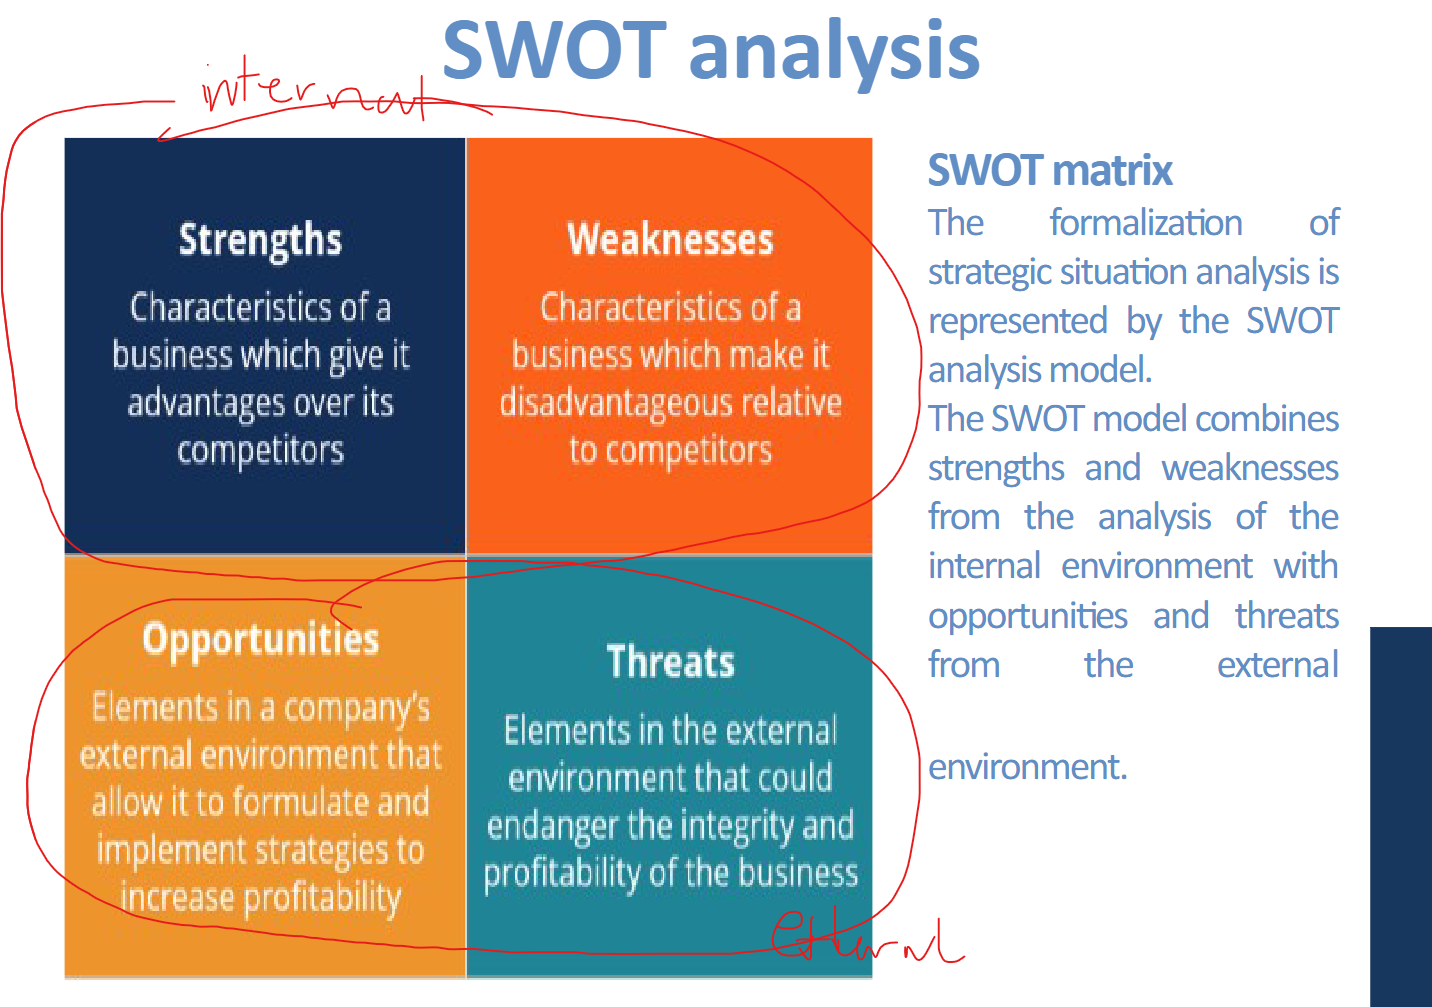 SWOT analysis
internal
Strengths
Characteristics of a
business which give it
advantages over its
competitors
Weaknesses
Characteristics of a
business which make it
disadvantageous relative
to competitors
Opportunities
Elements in a company's
external environment that
allow it to formulate and
implement strategies to
increase profitability
Threats
Elements in the external
environment that could
endanger the integrity and
profitability of the business
SWOT matrix
The formalization of
strategic situation analysis is
represented by the SWOT
analysis model.
The SWOT model combines
strengths and weaknesses
from the analysis of the
internal environment with
opportunities and threats
from the external
environment.